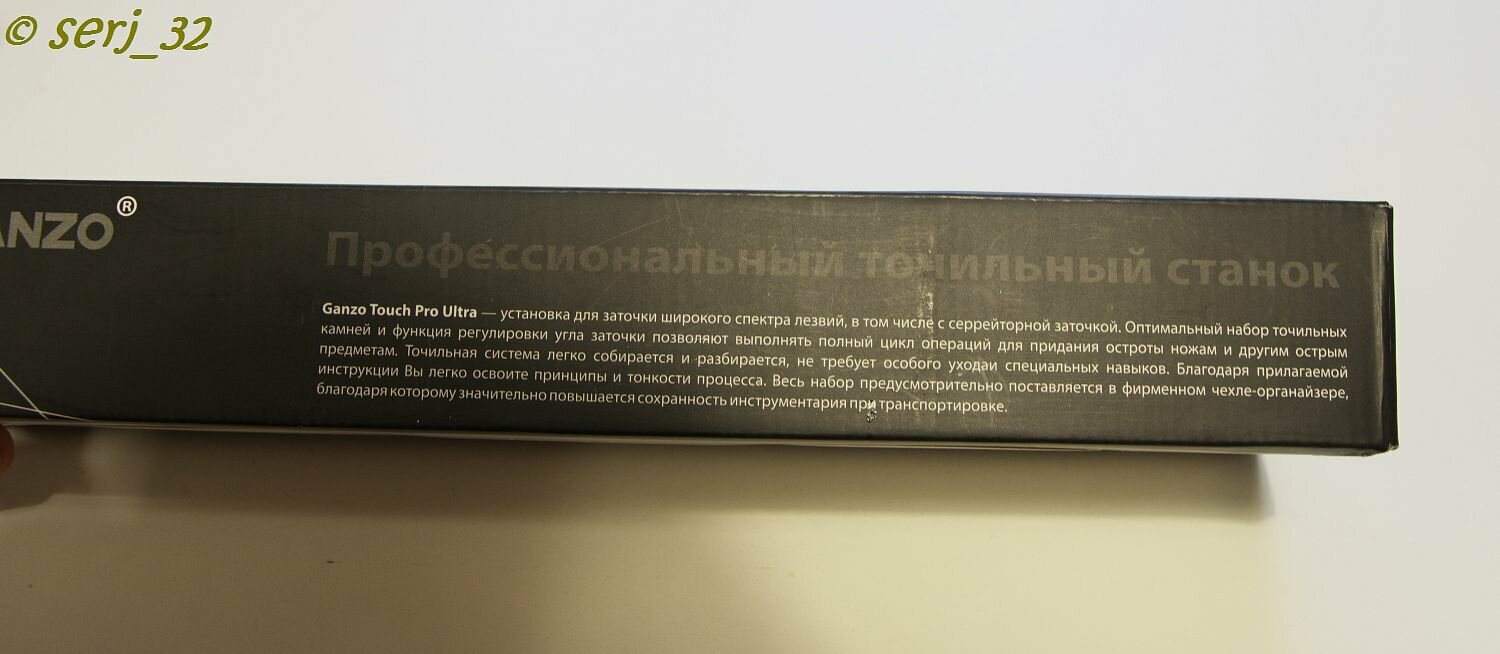 © serj_32
ANZO®
Профессиональный точильный станок
Ganzo Touch Pro Ultra — установка для заточки широкого спектра лезвий, в том числе с серрейторной заточкой. Оптимальный набор точильных
камней и функция регулировки угла заточки позволяют выполнять полный цикл операций для придания остроты ножам и другим острым
предметам. Точильная система легко собирается и разбирается, не требует особого уходаи специальных навыков. Благодаря прилагаемой
инструкции Вы легко освоите принципы и тонкости процесса. Весь набор предусмотрительно поставляется в фирменном чехле-органайзере,
благодаря которому значительно повышается сохранность инструментария при транспортировке.